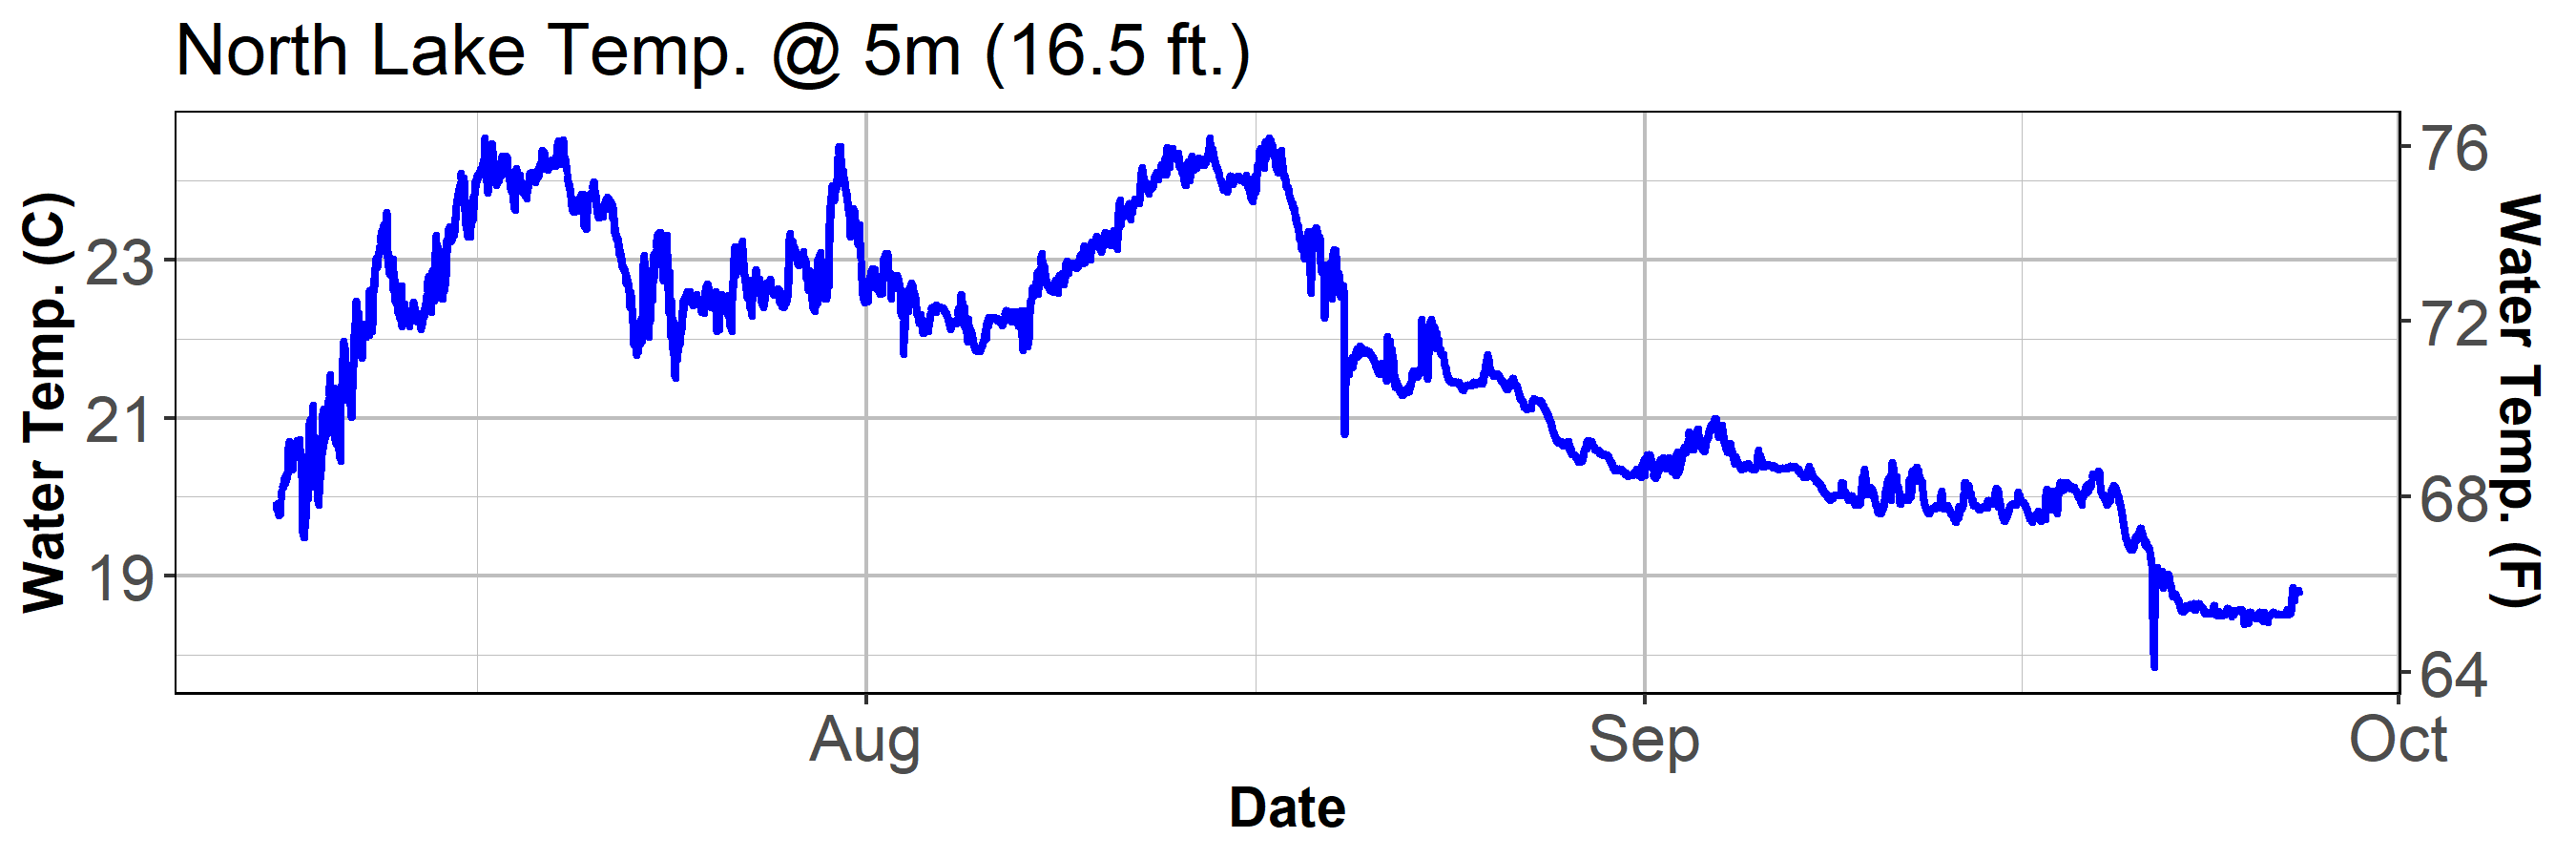 North Lake Temp. @ 5m (16.5 ft.)
Water Temp. (C)
23
21
19
76
72
68
64
Water Temp. (F)
Aug
Sep
Oct
Date